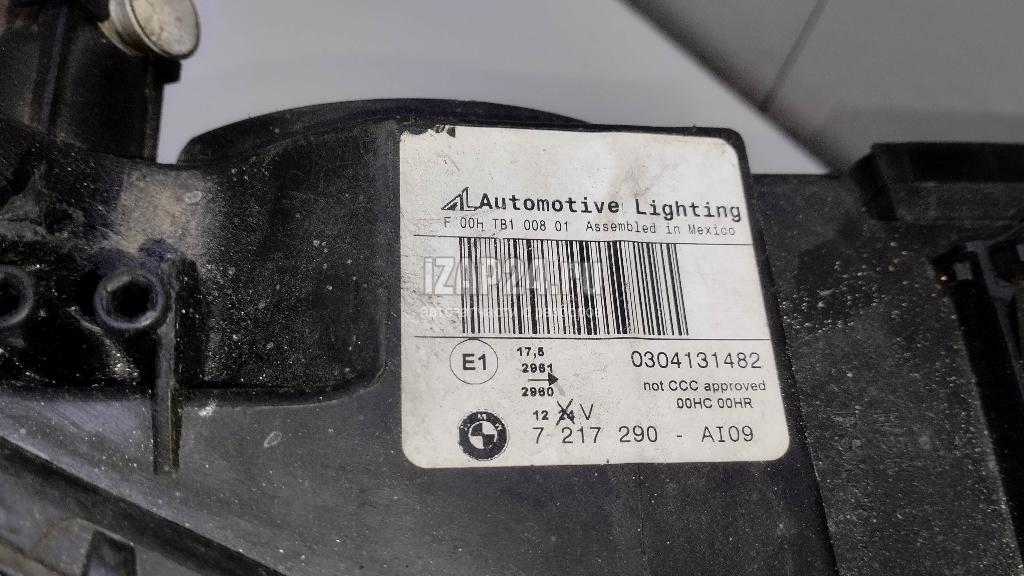 AL Automotive Lighting
F 00H TB1 008 01 Assembled in Mexico
iZAP24.ru
E1
17,5
2961
2960
12 24 V
0304131482
not CCC approved
00HC 00HR
BMW
7 217 290 - AI09